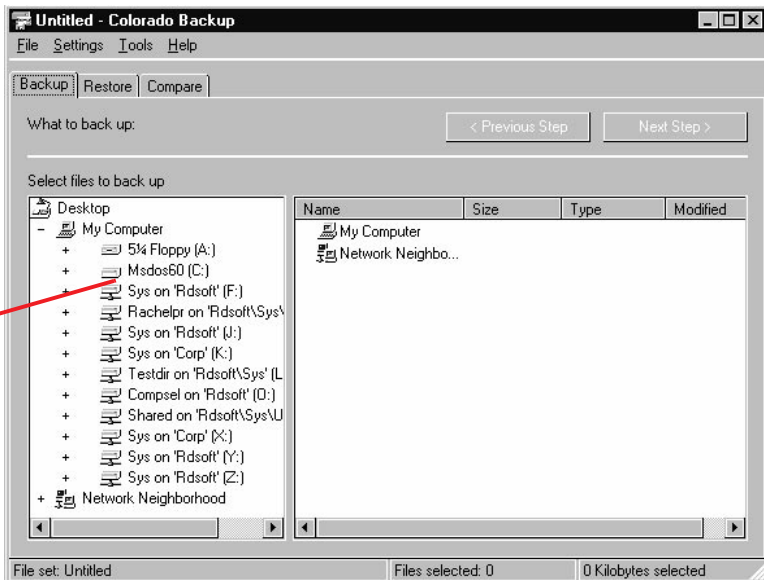 Untitled - Colorado Backup
File Settings Tools Help
Backup Restore Compare
What to back up: < Previous Step Next Step >
Select files to back up
Desktop
My Computer
5¼ Floppy (A:)
Msdos60 (C:)
Sys on 'Rdsoft' (F:)
Rachelpr on 'Rdsoft\Sys\
Sys on 'Rdsoft' (J:)
Sys on 'Corp' (K:)
Testdir on 'Rdsoft\Sys' (L
Compsel on 'Rdsoft' (O:)
Shared on 'Rdsoft\Sys\U
Sys on 'Corp' (X:)
Sys on 'Rdsoft' (Y:)
Sys on 'Rdsoft' (Z:)
Network Neighborhood
Name Size Type Modified
My Computer
Network Neighbo...
File set: Untitled Files selected: 0 0 Kilobytes selected